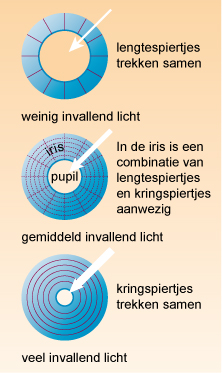 lengtespiertjes
trekken samen
weinig invallend licht
iris
pupil
In de iris is een
combinatie van
lengtespiertjes
en kringspiertjes
aanwezig
gemiddeld invallend licht
kringspiertjes
trekken samen
veel invallend licht